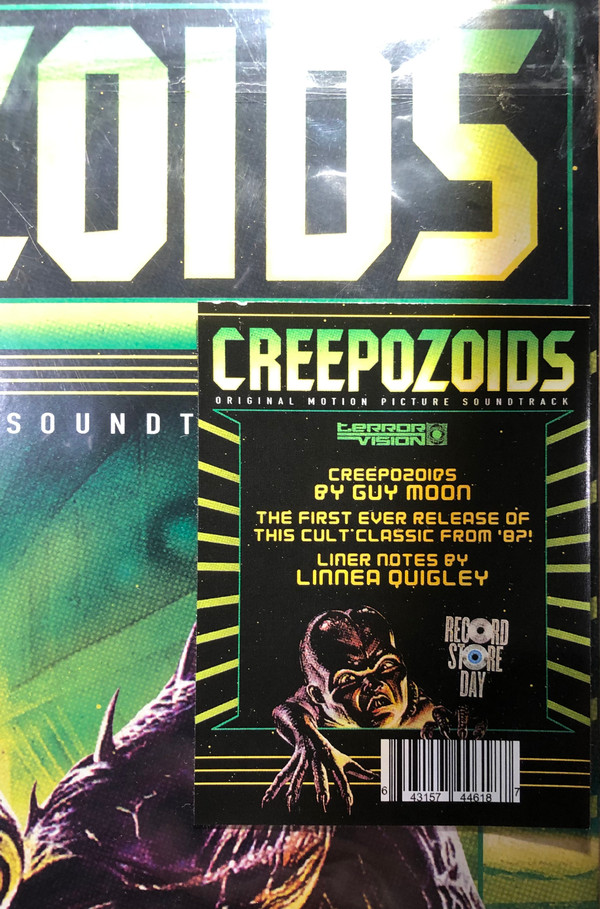 ZOIDS
SOUNDT
CREEPOZOIDS
ORIGINAL MOTION PICTURE SOUNDTRACK
TERROR
VISION
CREEPOZOIDS
BY GUY MOON
THE FIRST EVER RELEASE OF
THIS CULT CLASSIC FROM '87!
LINER NOTES BY
LINNEA QUIGLEY
RECORD
STORE
DAY
6 43157 44618 7